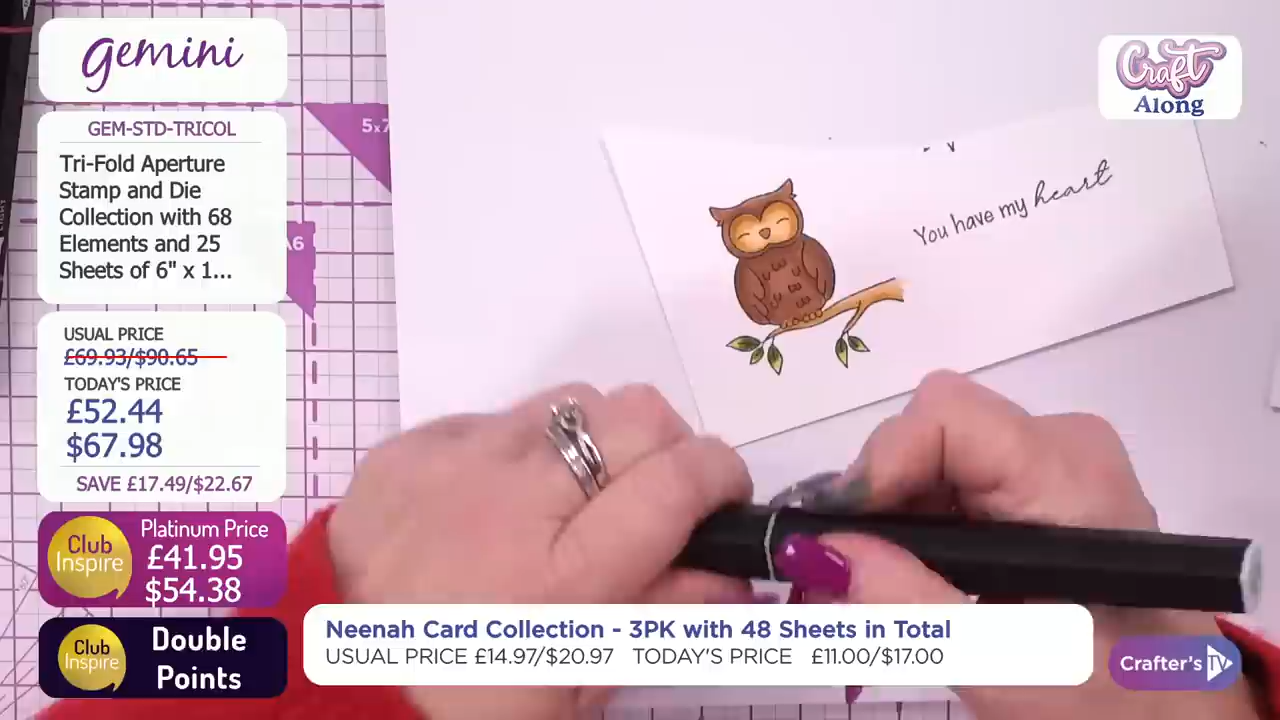 gemini
GEM-STD-TRICOL
Tri-Fold Aperture
Stamp and Die
Collection with 68
Elements and 25
Sheets of 6" x 1...
USUAL PRICE
£69.93/$90.65
TODAY'S PRICE
£52.44
$67.98
SAVE £17.49/$22.67
Club
Inspire
Platinum Price
£41.95
$54.38
Club
Inspire
Double
Points
5x7
A6
Craft
Along
You have my heart
Neenah Card Collection - 3PK with 48 Sheets in Total
USUAL PRICE £14.97/$20.97 TODAY'S PRICE £11.00/$17.00
Crafter's TV